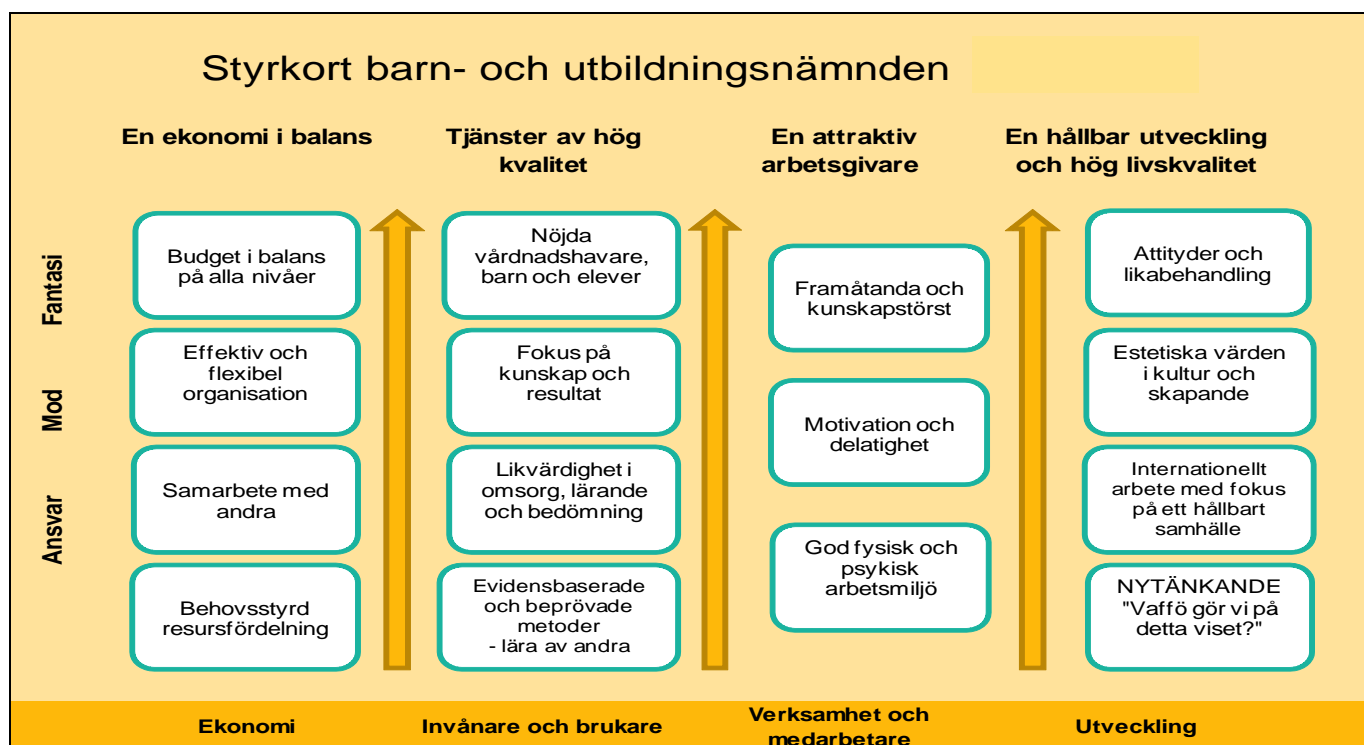 Styrkort barn- och utbildningsnämnden
En ekonomi i balans
Tjänster av hög
kvalitet
En attraktiv
arbetsgivare
En hållbar utveckling
och hög livskvalitet
Fantasi
Mod
Ansvar
Budget i balans
på alla nivåer
Effektiv och
flexibel
organisation
Samarbete med
andra
Behovsstyrd
resursfördelning
Nöjda
vårdnadshavare,
barn och elever
Fokus på
kunskap och
resultat
Likvärdighet i
omsorg, lärande
och bedömning
Evidensbaserade
och beprövade
metoder
- lära av andra
Framåtanda och
kunskapstörst
Motivation och
delatighet
God fysisk och
psykisk
arbetsmiljö
Attityder och
likabehandling
Estetiska värden
i kultur och
skapande
Internationellt
arbete med fokus
på ett hållbart
samhälle
NYTÄNKANDE
"Vaffö gör vi på
detta viset?"
Ekonomi
Invånare och brukare
Verksamhet och
medarbetare
Utveckling